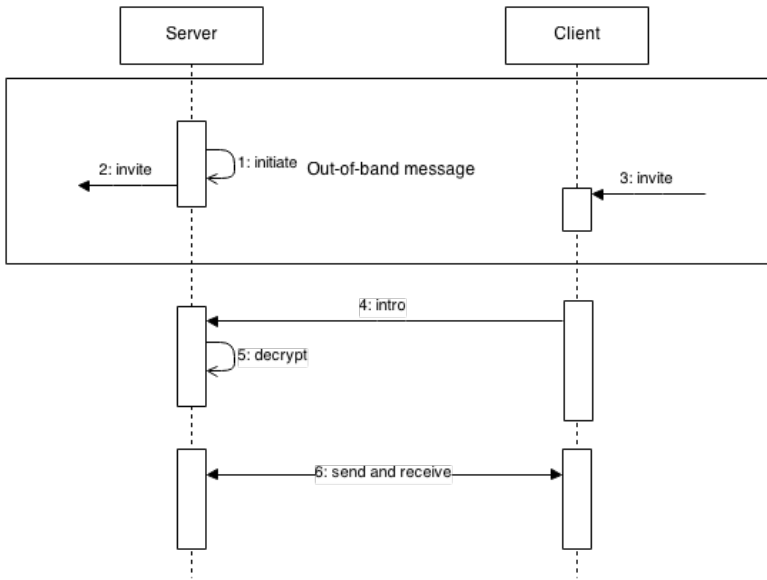 Server
Client
1: initiate
2: invite
Out-of-band message
3: invite
4: intro
5: decrypt
6: send and receive